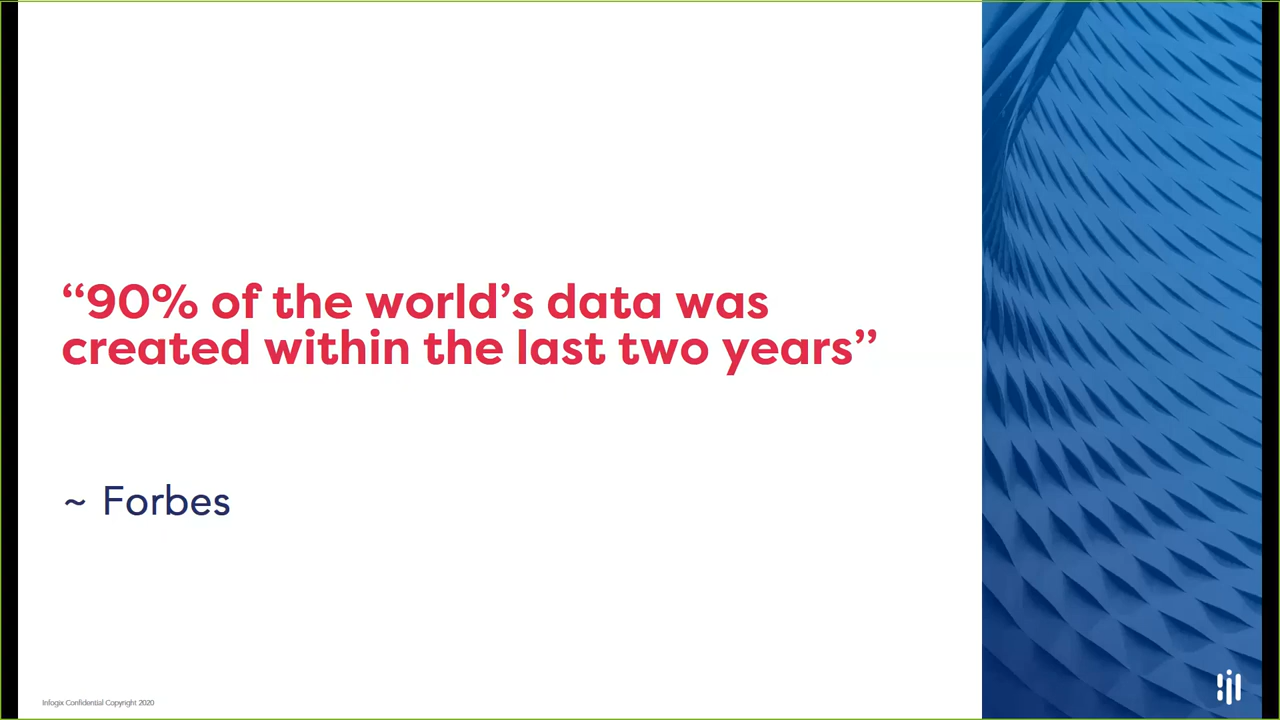 “90% of the world’s data was
created within the last two years”
~ Forbes
Infogix Confidential Copyright 2020